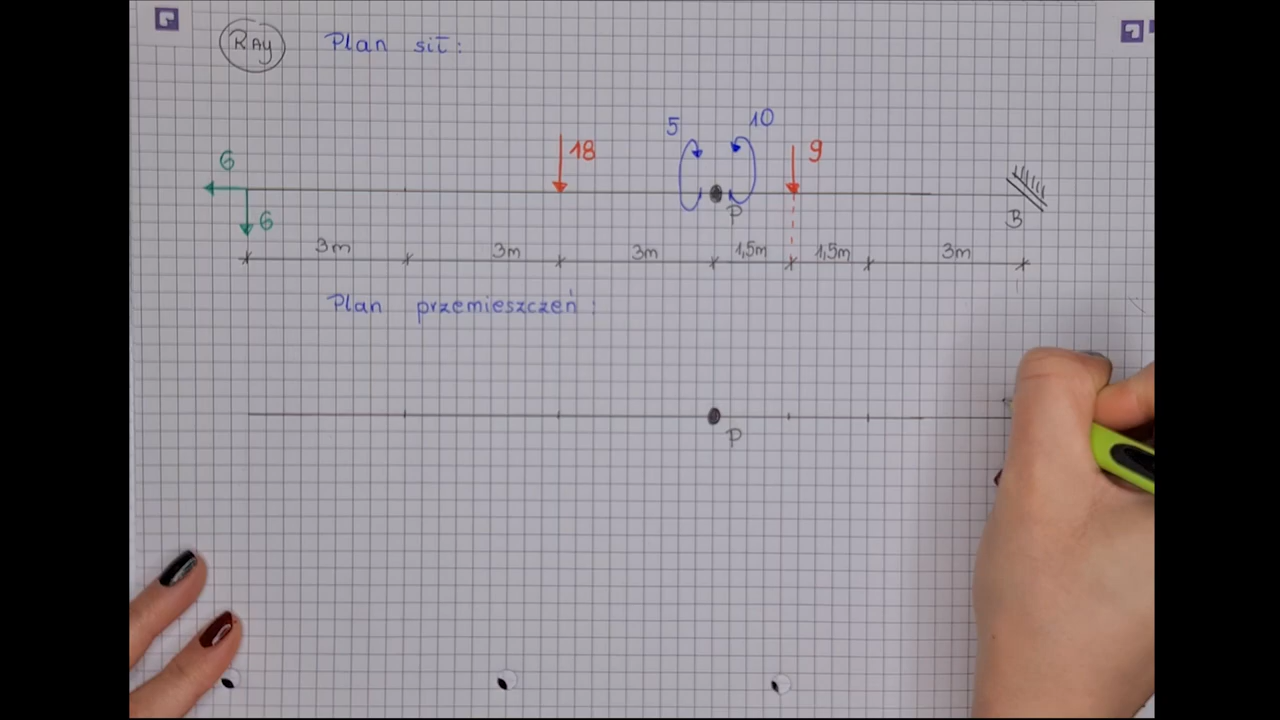 RAy Plan sił:
5 10
6 18 9
6 P B
3m 3m 3m 1,5m 1,5m 3m
Plan przemieszczeń:
P